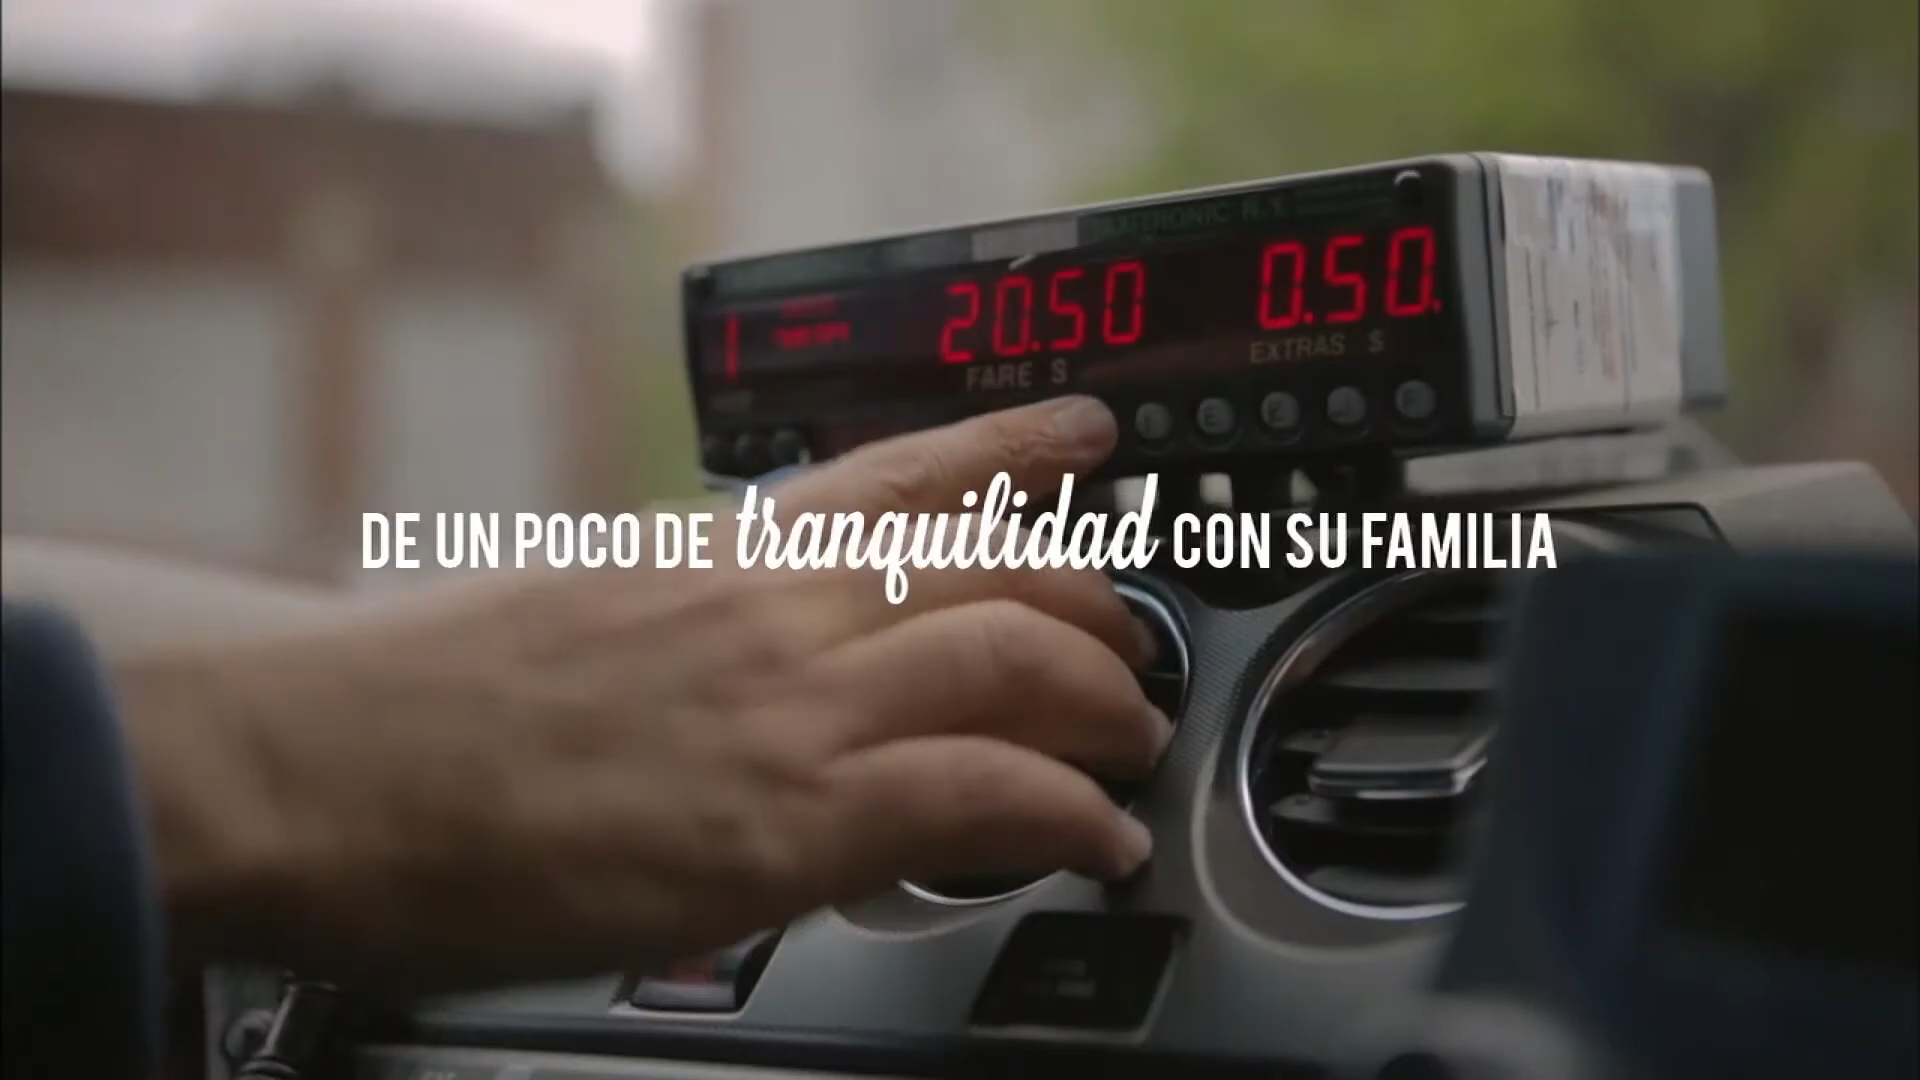 20.50
0.50.
FARE $
EXTRAS $
DE UN POCO DE tranquilidad CON SU FAMILIA